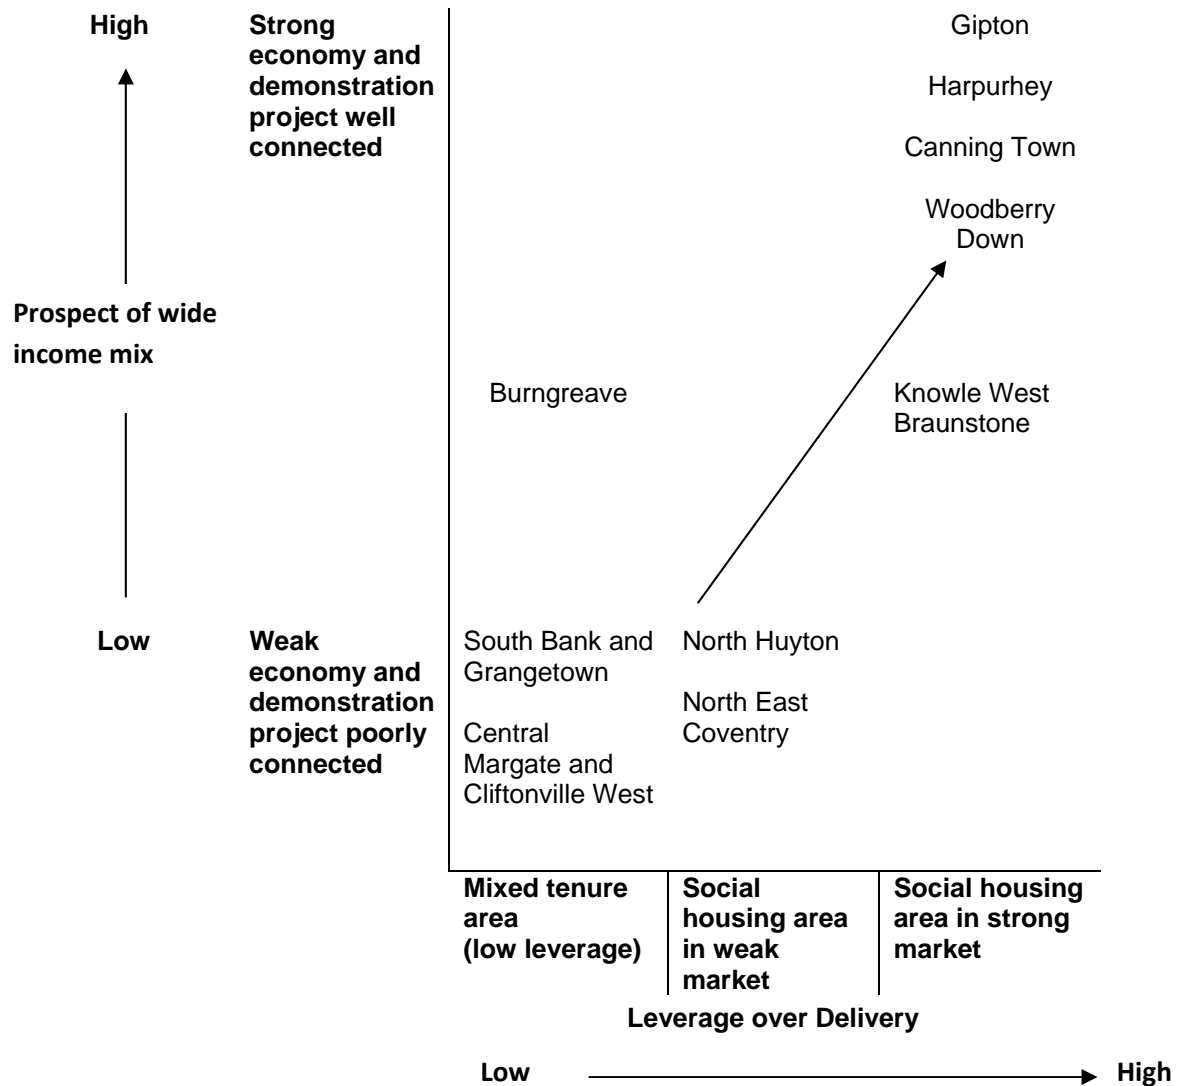 High
Strong
economy and
demonstration
project well
connected
Gipton
Harpurhey
Canning Town
Woodberry
Down
Prospect of wide
income mix
Burngreave
Knowle West
Braunstone
Low
Weak
economy and
demonstration
project poorly
connected
South Bank and
Grangetown
Central
Margate and
Cliftonville West
North Huyton
North East
Coventry
Mixed tenure
area
(low leverage)
Social
housing area
in weak
market
Social housing
area in strong
market
Leverage over Delivery
Low
High